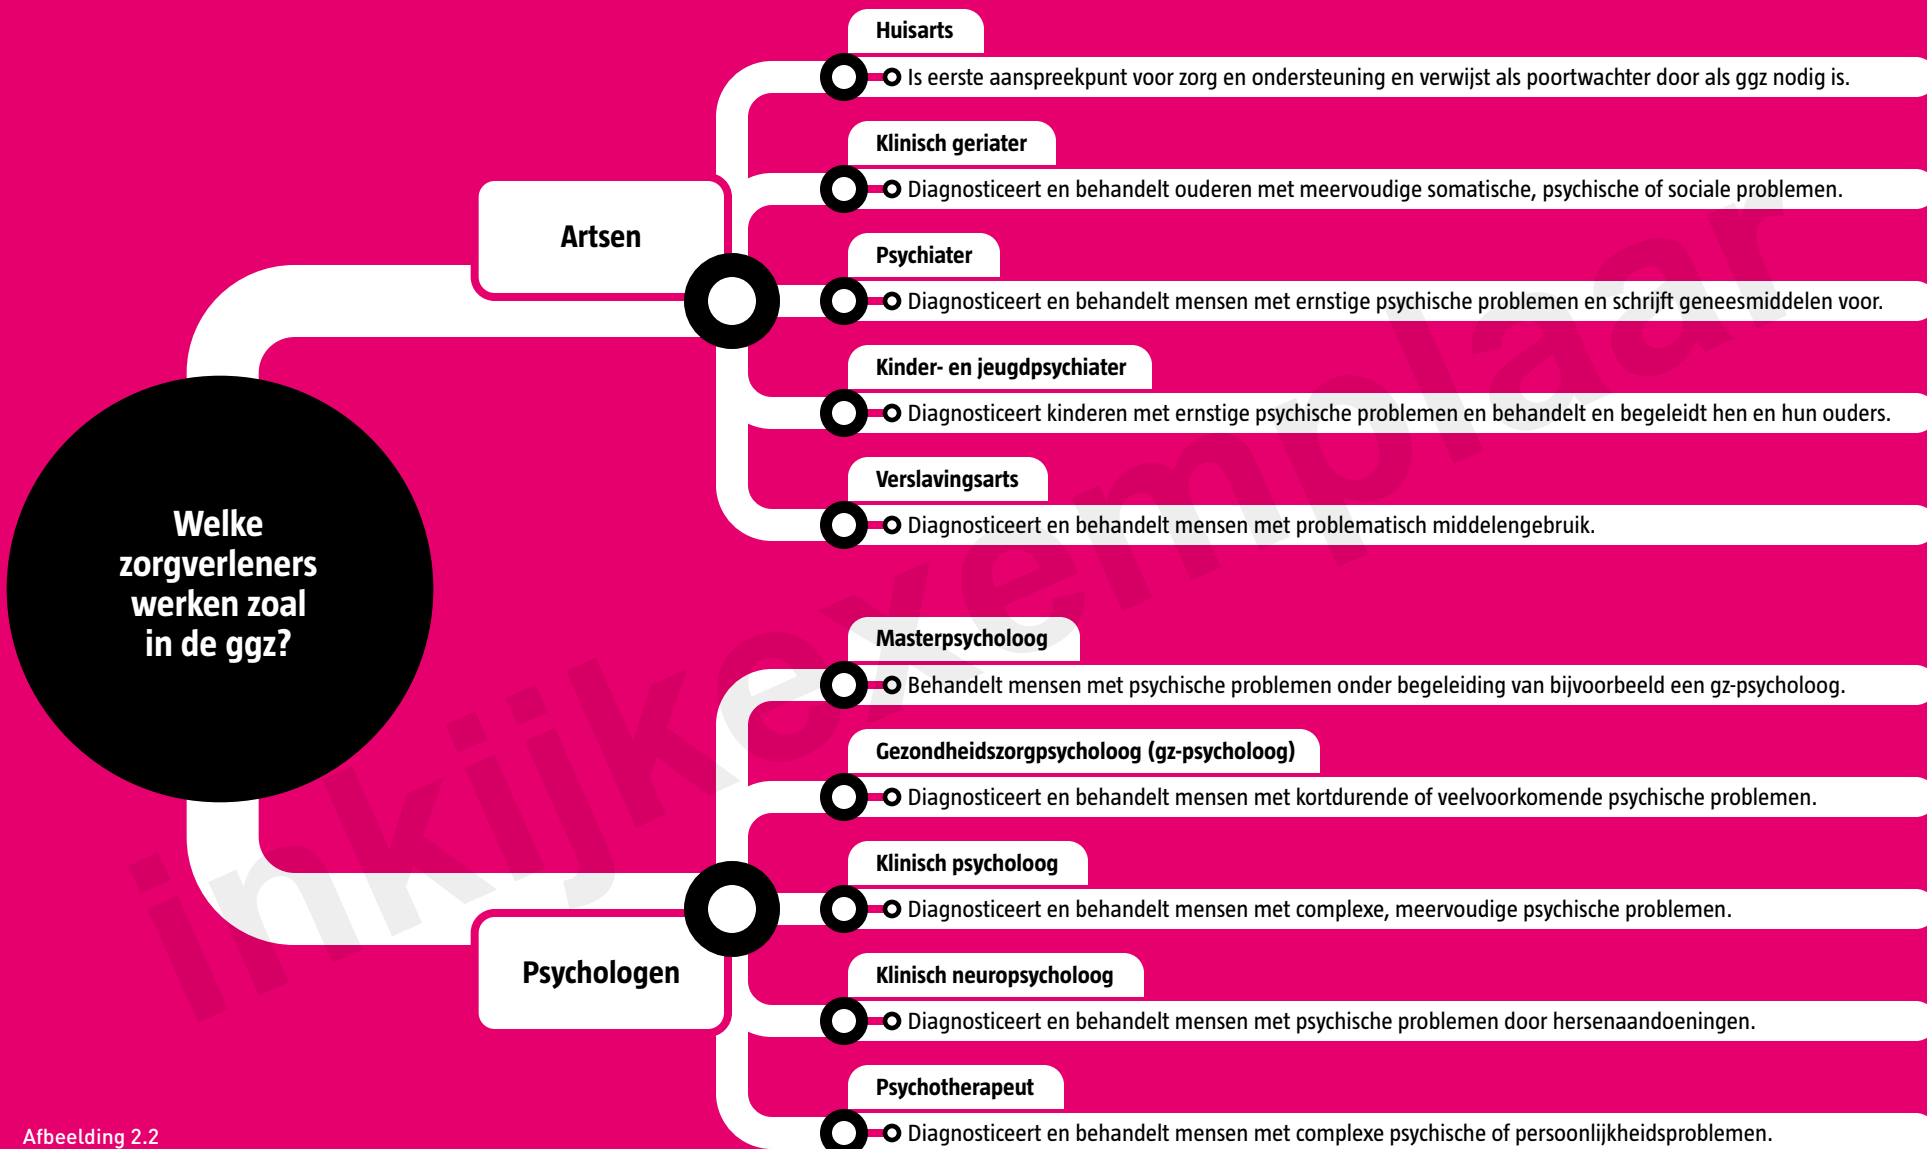 Welke
zorgverleners
werken zoal
in de ggz?
Artsen
Huisarts
Is eerste aanspreekpunt voor zorg en ondersteuning en verwijst als poortwachter door als ggz nodig is.
Klinisch geriater
Diagnosticeert en behandelt ouderen met meervoudige somatische, psychische of sociale problemen.
Psychiater
Diagnosticeert en behandelt mensen met ernstige psychische problemen en schrijft geneesmiddelen voor.
Kinder- en jeugdpsychiater
Diagnosticeert kinderen met ernstige psychische problemen en behandelt en begeleidt hen en hun ouders.
Verslavingsarts
Diagnosticeert en behandelt mensen met problematisch middelengebruik.
Psychologen
Masterpsycholoog
Behandelt mensen met psychische problemen onder begeleiding van bijvoorbeeld een gz-psycholoog.
Gezondheidszorgpsycholoog (gz-psycholoog)
Diagnosticeert en behandelt mensen met kortdurende of veelvoorkomende psychische problemen.
Klinisch psycholoog
Diagnosticeert en behandelt mensen met complexe, meervoudige psychische problemen.
Klinisch neuropsycholoog
Diagnosticeert en behandelt mensen met psychische problemen door hersenaandoeningen.
Psychotherapeut
Diagnosticeert en behandelt mensen met complexe psychische of persoonlijkheidsproblemen.
Afbeelding 2.2
inkijkexemplaar